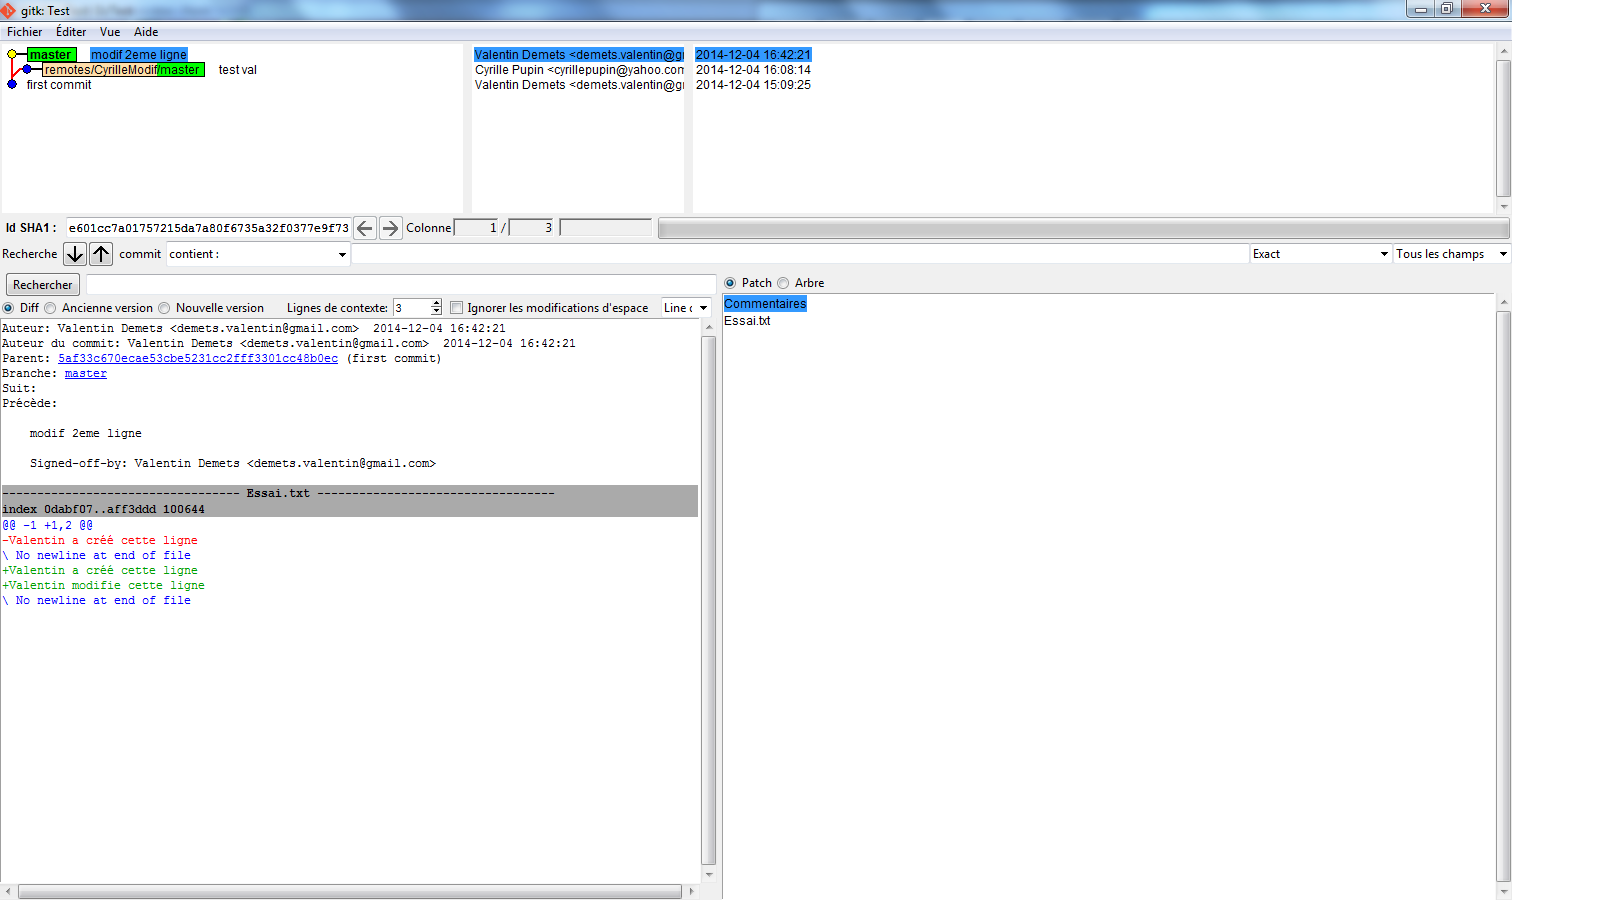 gitk: Test
Fichier Éditer Vue Aide
master modif 2eme ligne Valentin Demets <demets.valentin@gr 2014-12-04 16:42:21
remotes/CyrilleModif/master test val Cyrille Pupin <cyrillepupin@yahoo.com 2014-12-04 16:08:14
first commit Valentin Demets <demets.valentin@gr 2014-12-04 15:09:25
Id SHA1 : e601cc7a01757215da7a80f6735a32f0377e9f73 Colonne 1 / 3
Recherche commit contient : Exact Tous les champs
Rechercher Patch Arbre
Diff Ancienne version Nouvelle version Lignes de contexte: 3 Ignorer les modifications d'espace Line c
Commentaires
Essai.txt
Auteur: Valentin Demets <demets.valentin@gmail.com> 2014-12-04 16:42:21
Auteur du commit: Valentin Demets <demets.valentin@gmail.com> 2014-12-04 16:42:21
Parent: 5af33c670ecae53cbe5231cc2fff3301cc48b0ec (first commit)
Branche: master
Suit:
Précède:
modif 2eme ligne
Signed-off-by: Valentin Demets <demets.valentin@gmail.com>
---------------------------------- Essai.txt ----------------------------------
index 0dabf07..aff3ddd 100644
@@ -1 +1,2 @@
-Valentin a créé cette ligne
\ No newline at end of file
+Valentin a créé cette ligne
+Valentin modifie cette ligne
\ No newline at end of file